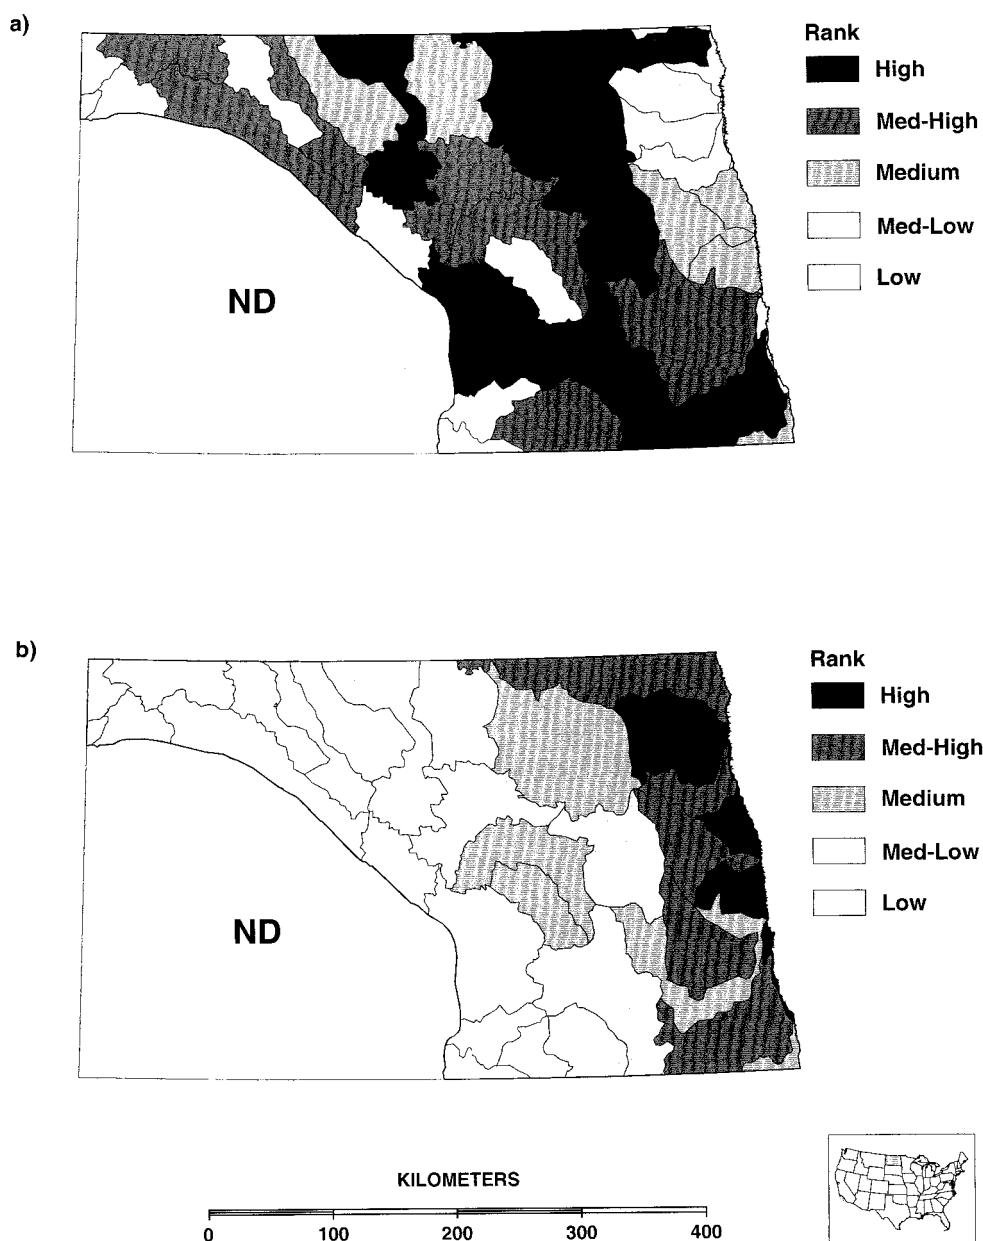 a)
Rank
High
Med-High
Medium
Med-Low
Low
ND
b)
Rank
High
Med-High
Medium
Med-Low
Low
ND
KILOMETERS
0 100 200 300 400